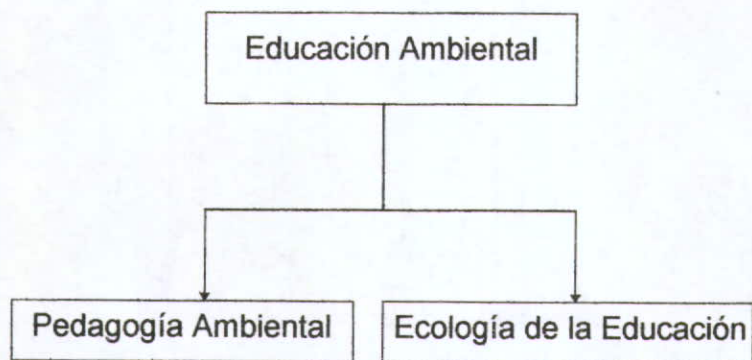 Educación Ambiental
Pedagogía Ambiental
Ecología de la Educación